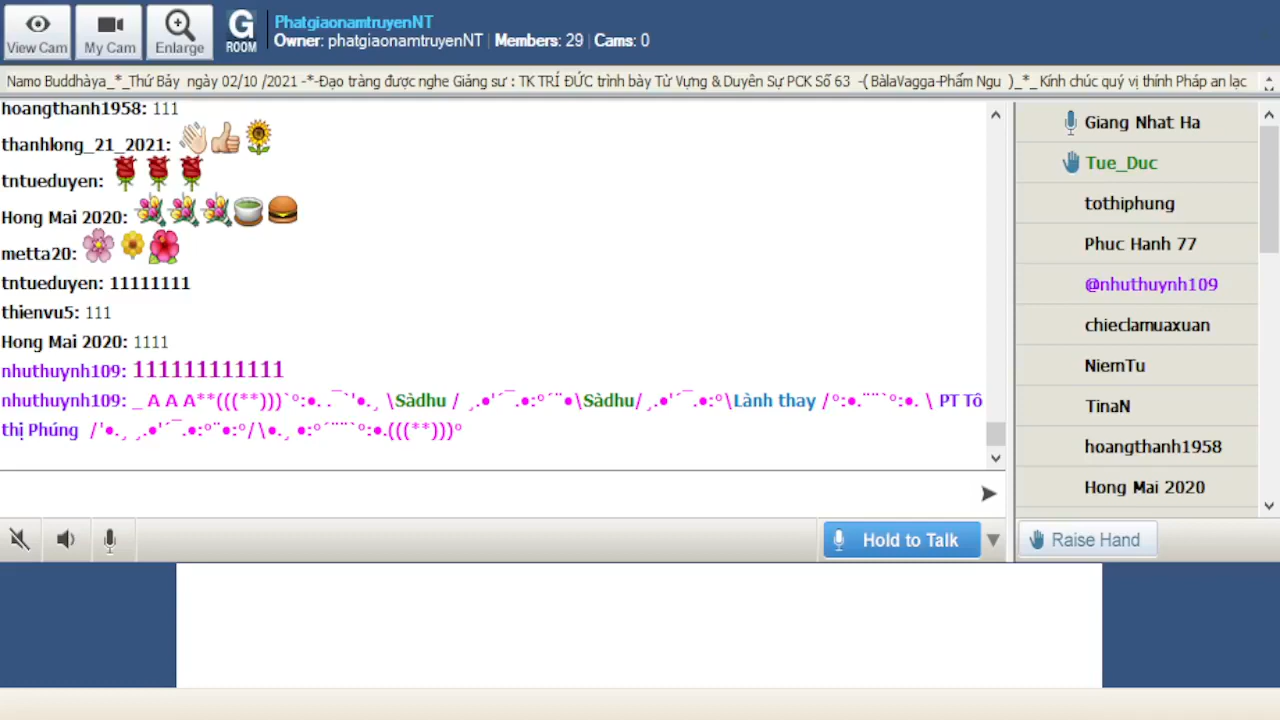 View Cam
My Cam
Enlarge
G
ROOM
PhatgiaonamtruyenNT
Owner: phatgiaonamtruyenNT | Members: 29 | Cams: 0
Namo Buddhàya_*_Thứ Bảy ngày 02/10 /2021 -*-Đạo tràng được nghe Giảng sư : TK TRÍ ĐỨC trình bày Từ Vựng & Duyên Sự PCK Số 63 -( BàlaVagga-Phẩm Ngu )_*_ Kính chúc quý vị thính Pháp an lạc
hoangthanh1958: 111
thanhlong_21_2021:
tntueduyen:
Hong Mai 2020:
metta20:
tntueduyen: 11111111
thienvu5: 111
Hong Mai 2020: 1111
nhuthuynh109: 111111111111
nhuthuynh109: _ A A A**(((**)))`º:•. .¯`'•.¸ \Sàdhu / ¸.•'´¯.•:º´¨•\Sàdhu/¸.•'´¯.•:º\Lành thay /º:•.¨¨`º:•. \ PT Tô
thị Phúng /'•.¸ ¸.•'´¯.•:º¨•:º/\•.¸ •:º´¨¨`º:•.(((**)))º
Hold to Talk
Giang Nhat Ha
Tue_Duc
tothiphung
Phuc Hanh 77
@nhuthuynh109
chieclamuaxuan
NiemTu
TinaN
hoangthanh1958
Hong Mai 2020
Raise Hand